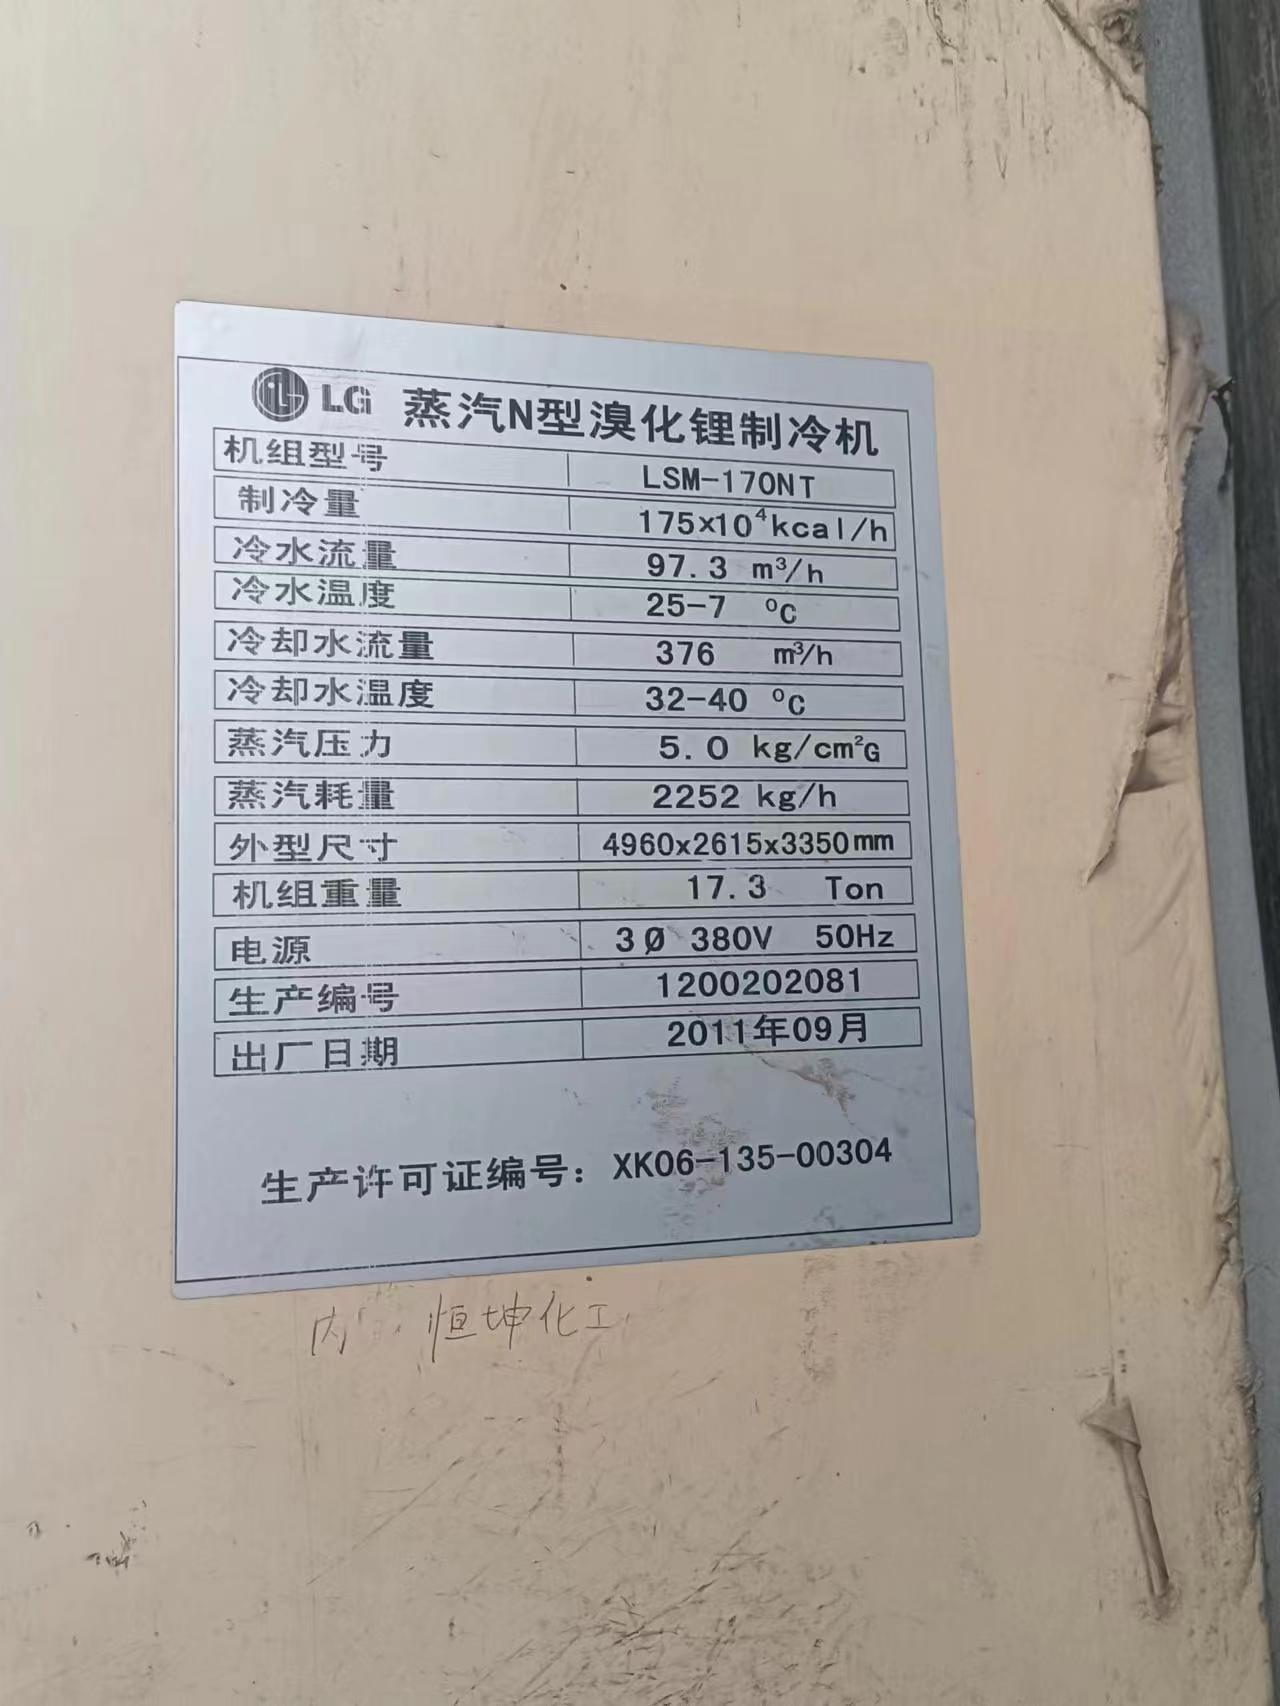 LG 蒸汽N型溴化锂制冷机
机组型号 LSM-170NT
制冷量 175×10⁴kcal/h
冷水流量 97.3 m³/h
冷水温度 25-7 ℃
冷却水流量 376 m³/h
冷却水温度 32-40 ℃
蒸汽压力 5.0 kg/cm²G
蒸汽耗量 2252 kg/h
外型尺寸 4960x2615x3350mm
机组重量 17.3 Ton
电源 3Ø 380V 50Hz
生产编号 1200202081
出厂日期 2011年09月
生产许可证编号：XK06-135-00304
内 恒坤化工